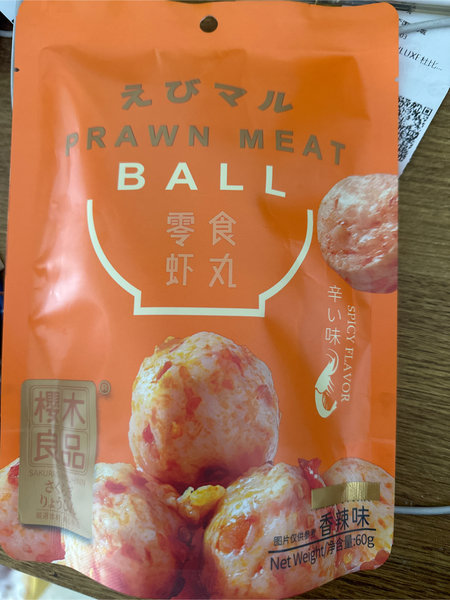 えびマル
PRAWN MEAT
BALL
零食
虾丸
辛い味
SPICY FLAVOR
櫻木
良品
®
SAKURA
香辣味
图片仅供参考
Net Weight/净含量:60g